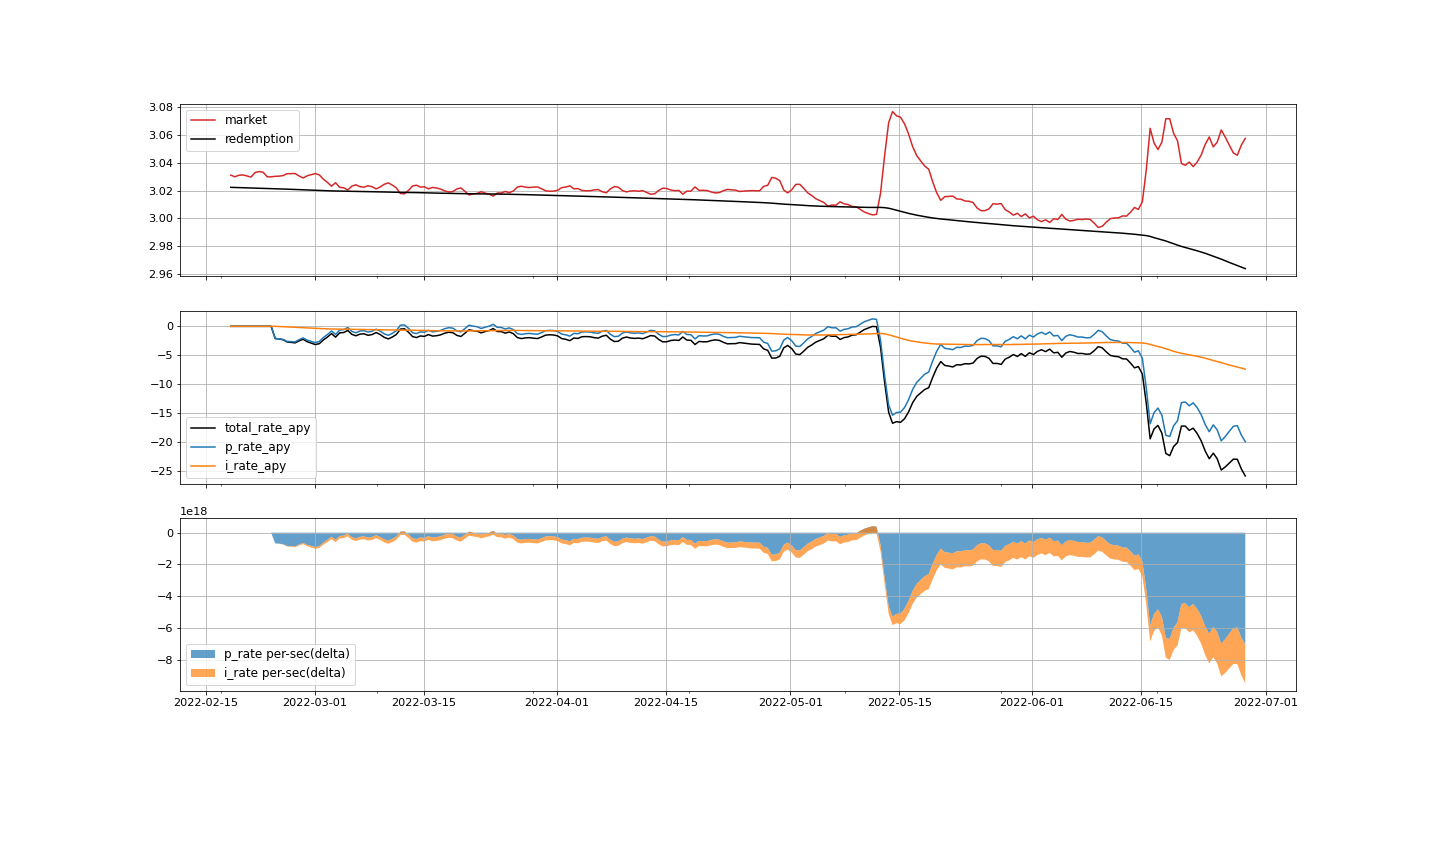 3.08
3.06
3.04
3.02
3.00
2.98
2.96
market
redemption
0
−5
−10
−15
−20
−25
total_rate_apy
p_rate_apy
i_rate_apy
1e18
0
−2
−4
−6
−8
p_rate per-sec(delta)
i_rate per-sec(delta)
2022-02-15 2022-03-01 2022-03-15 2022-04-01 2022-04-15 2022-05-01 2022-05-15 2022-06-01 2022-06-15 2022-07-01